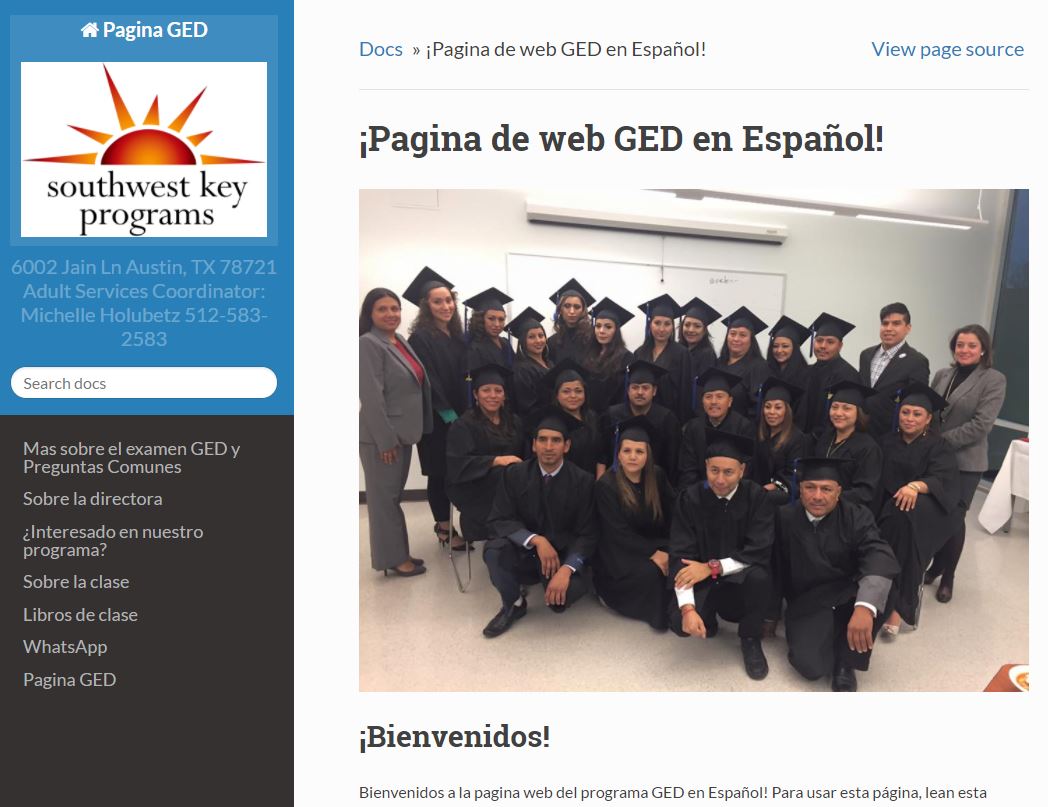 Pagina GED
southwest key
programs
6002 Jain Ln Austin, TX 78721
Adult Services Coordinator:
Michelle Holubetz 512-583-
2583
Search docs
Mas sobre el examen GED y
Preguntas Comunes
Sobre la directora
¿Interesado en nuestro
programa?
Sobre la clase
Libros de clase
WhatsApp
Pagina GED
Docs » ¡Pagina de web GED en Español!
View page source
¡Pagina de web GED en Español!
¡Bienvenidos!
Bienvenidos a la pagina web del programa GED en Español! Para usar esta página, lean esta